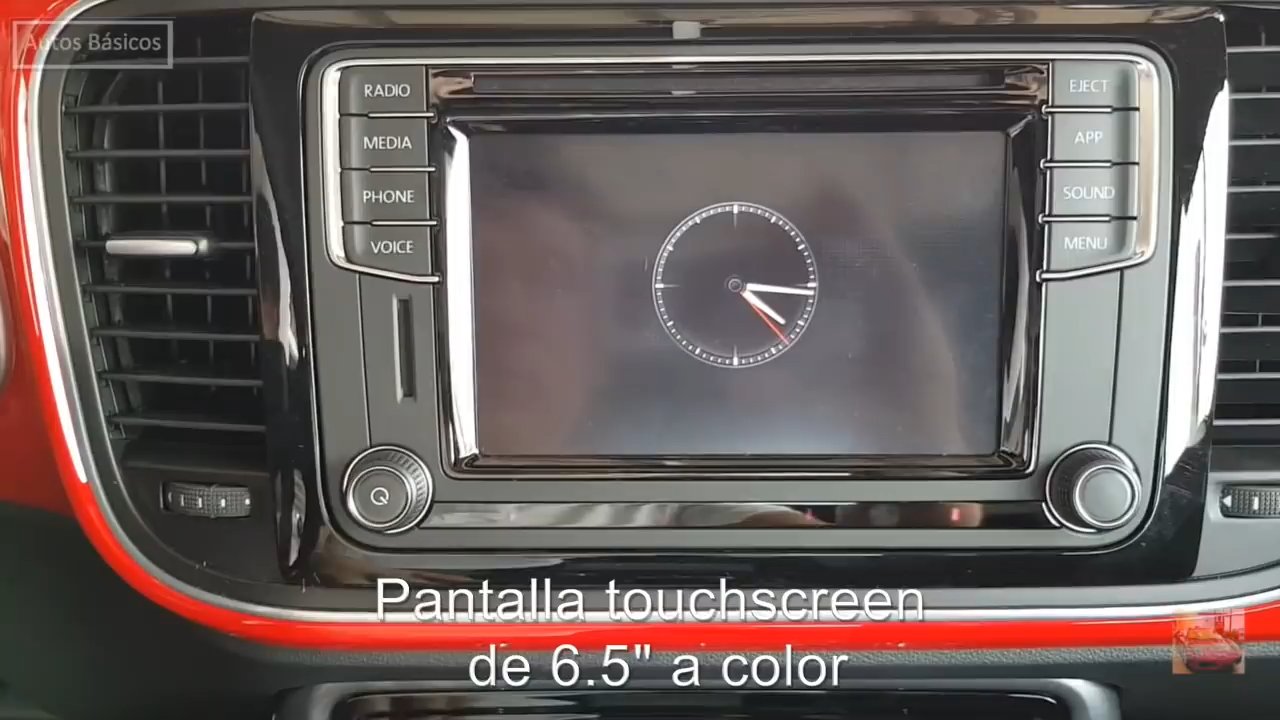 Autos Básicos
RADIO
MEDIA
PHONE
VOICE
EJECT
APP
SOUND
MENU
Pantalla touchscreen
de 6.5" a color